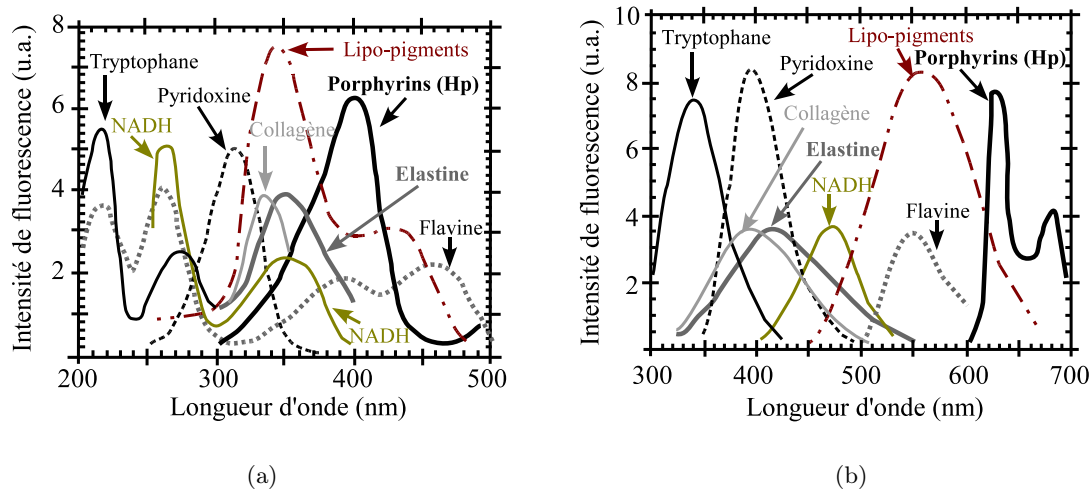 Intensité de fluorescence (u.a.)
8
6
4
2
0
200
300
400
500
Longueur d'onde (nm)
Lipo-pigments
Tryptophane
Porphyrins (Hp)
Pyridoxine
NADH
Collagène
Elastine
Flavine
NADH
(a)
Intensité de fluorescence (u.a.)
10
8
6
4
2
300
400
500
600
700
Longueur d'onde (nm)
Tryptophane
Lipo-pigments
Porphyrins (Hp)
Pyridoxine
Collagène
Elastine
NADH
Flavine
(b)